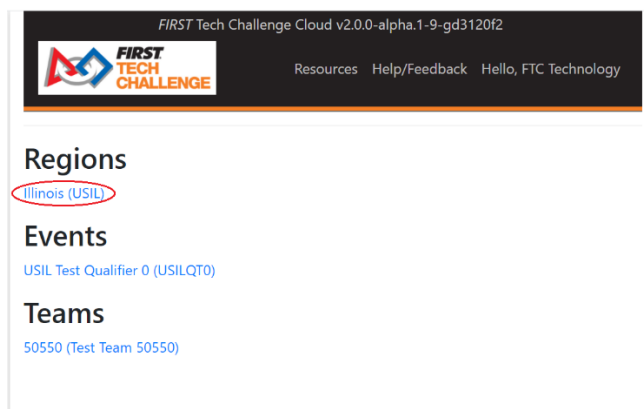 FIRST Tech Challenge Cloud v2.0.0-alpha.1-9-gd3120f2
FIRST
TECH
CHALLENGE
Resources Help/Feedback Hello, FTC Technology
Regions
Illinois (USIL)
Events
USIL Test Qualifier 0 (USILQT0)
Teams
50550 (Test Team 50550)